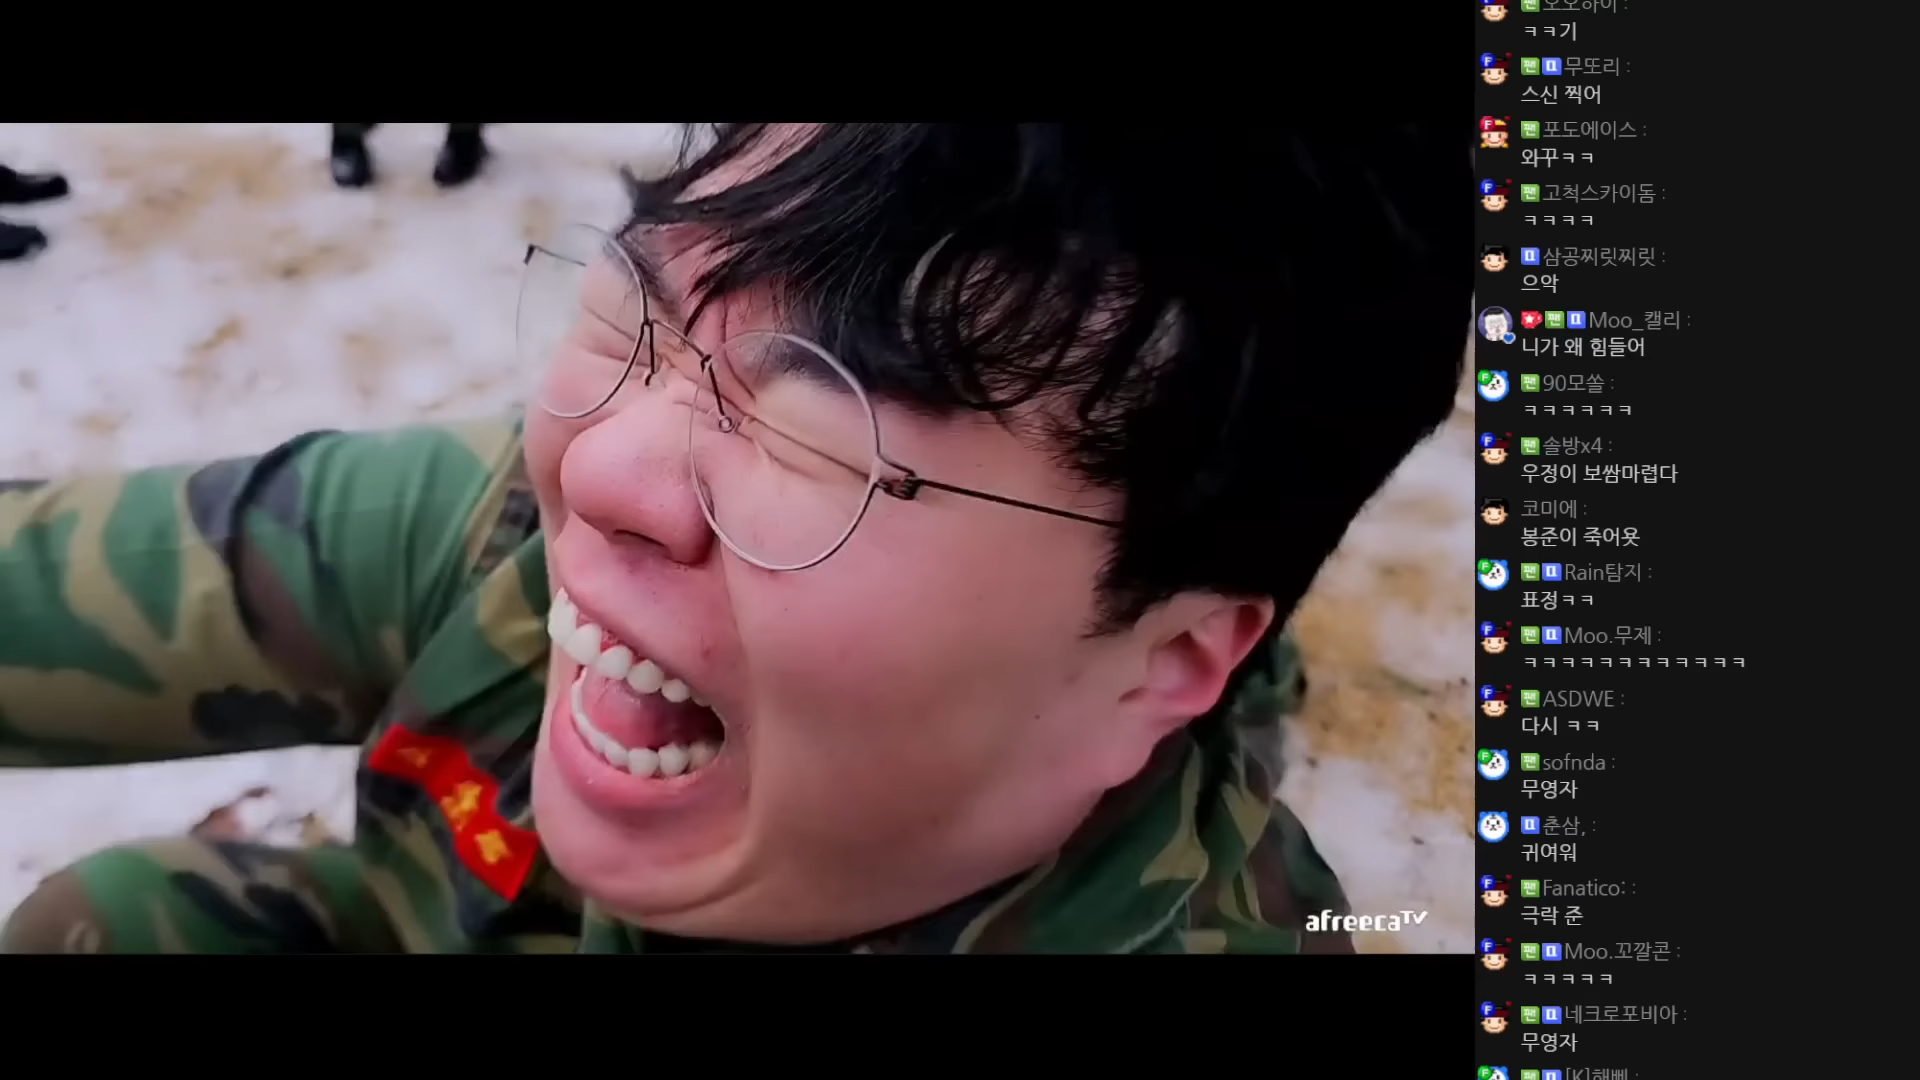 afreecaTV
오오하이 :
ㅋㅋ기
무또리 :
스신 찍어
포도에이스 :
와꾸ㅋㅋ
고척스카이돔 :
ㅋㅋㅋㅋ
삼공찌릿찌릿 :
으악
Moo_캘리 :
니가 왜 힘들어
90모쏠 :
ㅋㅋㅋㅋㅋㅋ
솔방x4 :
우정이 보쌈마렵다
코미에 :
봉준이 죽어욧
Rain탐지 :
표정ㅋㅋ
Moo.무제 :
ㅋㅋㅋㅋㅋㅋㅋㅋㅋㅋㅋㅋ
ASDWE :
다시 ㅋㅋ
sofnda :
무영자
춘삼, :
귀여워
Fanatico: :
극락 준
Moo.꼬깔콘 :
ㅋㅋㅋㅋㅋ
네크로포비아 :
무영자